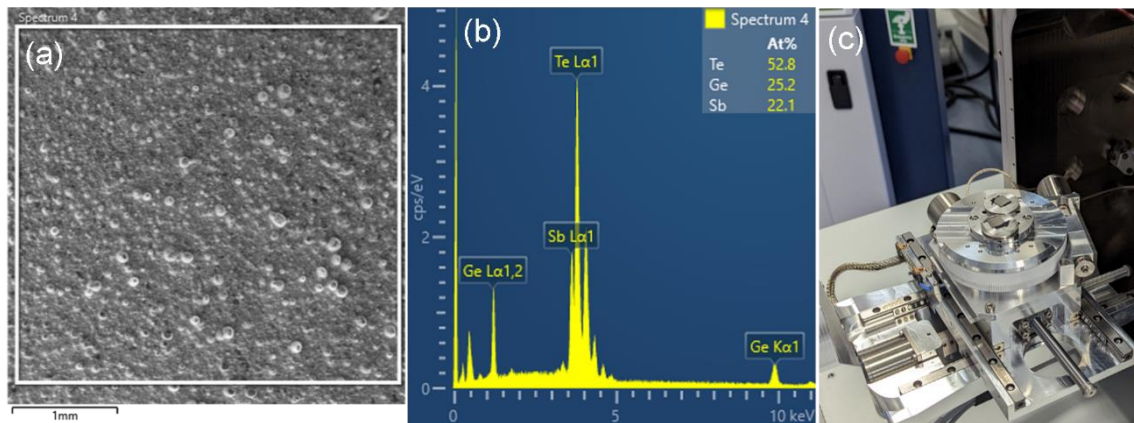 Spectrum 4
(a)
1mm
(b)
Spectrum 4
At%
Te 52.8
Ge 25.2
Sb 22.1
Te Lα1
4
cps/eV
2
Sb Lα1
Ge Lα1,2
Ge Kα1
0
0 5 10 keV
(c)